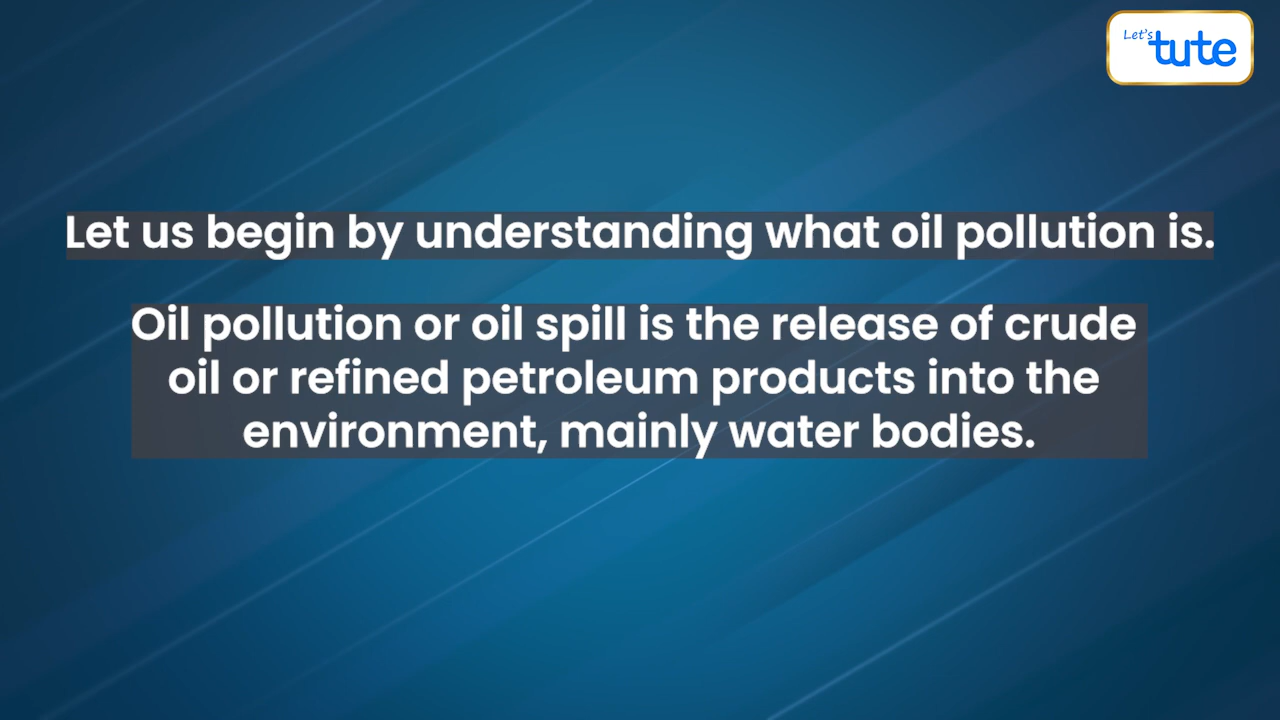 Let's
tute
Let us begin by understanding what oil pollution is.
Oil pollution or oil spill is the release of crude
oil or refined petroleum products into the
environment, mainly water bodies.